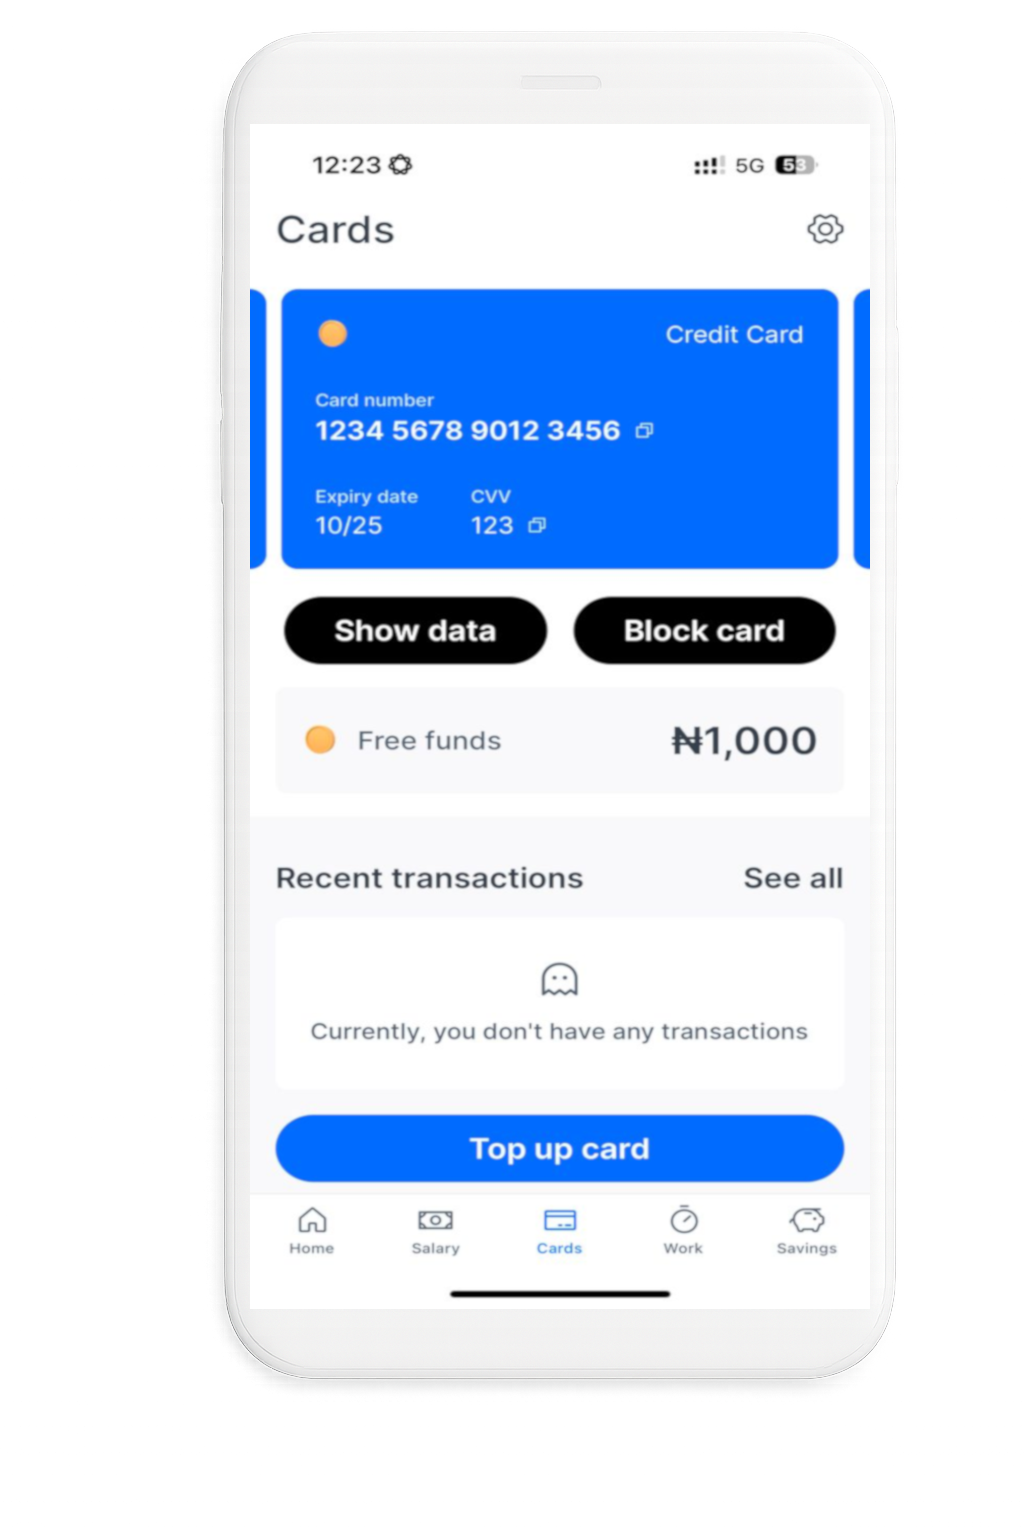 12:23 5G 53
Cards
Credit Card
Card number
1234 5678 9012 3456
Expiry date CVV
10/25 123
Show data Block card
Free funds ₦1,000
Recent transactions See all
Currently, you don't have any transactions
Top up card
Home Salary Cards Work Savings